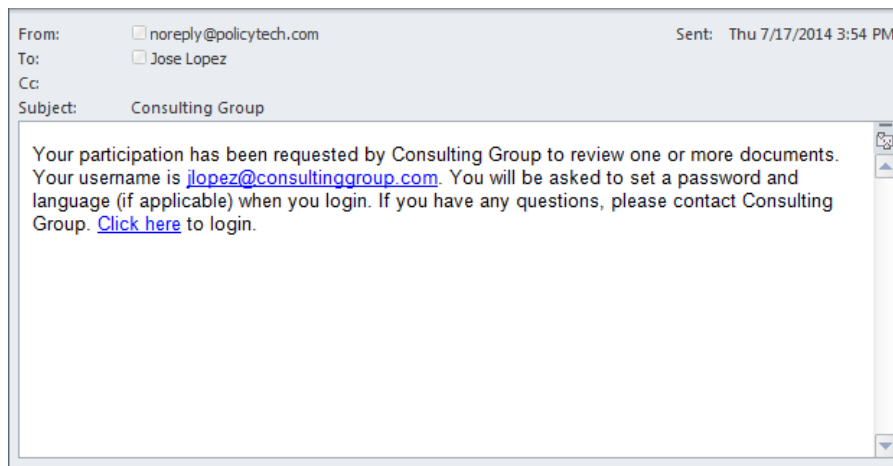 From: noreply@policytech.com Sent: Thu 7/17/2014 3:54 PM
To: Jose Lopez
Cc:
Subject: Consulting Group
Your participation has been requested by Consulting Group to review one or more documents.
Your username is jlopez@consultinggroup.com. You will be asked to set a password and
language (if applicable) when you login. If you have any questions, please contact Consulting
Group. Click here to login.